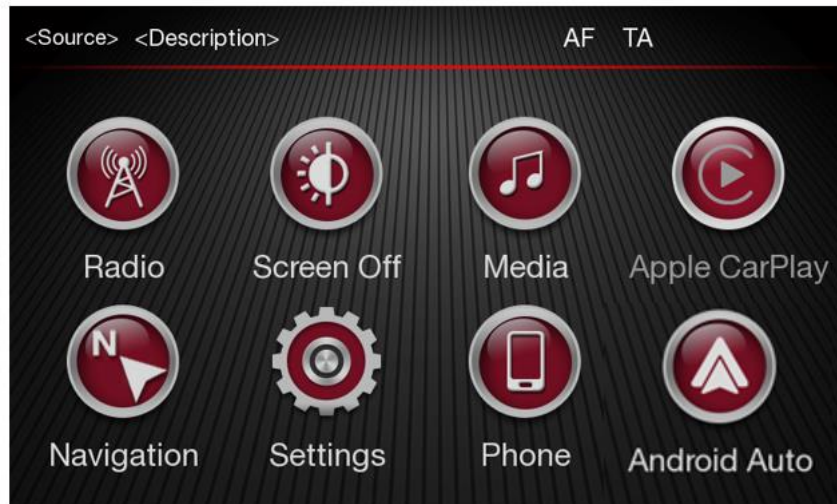 <Source> <Description> AF TA
Radio Screen Off Media Apple CarPlay
N
Navigation Settings Phone Android Auto